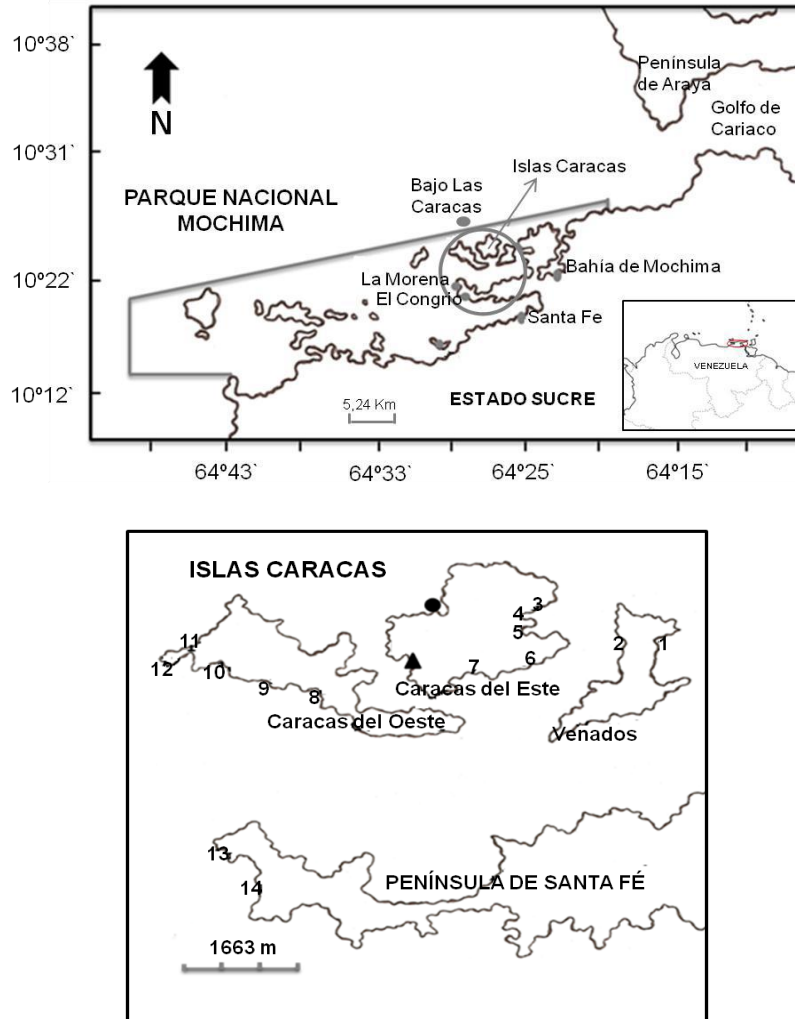 10º38`
Península
de Araya
Golfo de
Cariaco
N
10º31`
Islas Caracas
PARQUE NACIONAL
MOCHIMA
Bajo Las
Caracas
10º22`
La Morena
El Congrio
Bahía de Mochima
Santa Fe
VENEZUELA
10º12`
5,24 Km
ESTADO SUCRE
64º43`
64º33`
64º25`
64º15`
ISLAS CARACAS
3
4
5
2
1
11
12
10
6
7
9
8
Caracas del Este
Caracas del Oeste
Venados
13
14
PENÍNSULA DE SANTA FÉ
1663 m